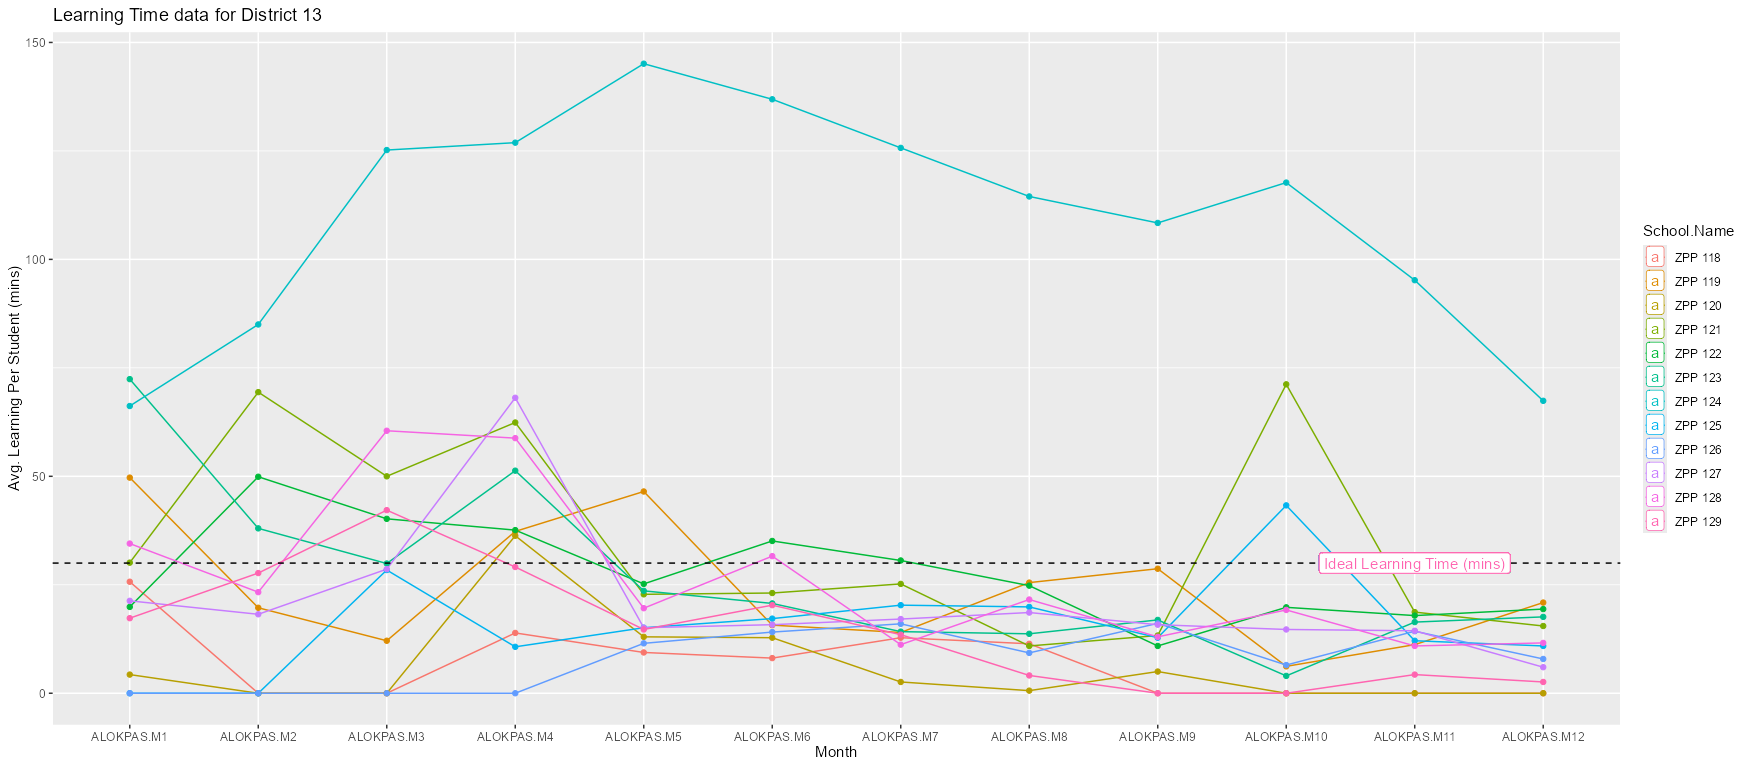 Learning Time data for District 13
Avg. Learning Per Student (mins)
150
100
50
0
Ideal Learning Time (mins)
ALOKPAS.M1
ALOKPAS.M2
ALOKPAS.M3
ALOKPAS.M4
ALOKPAS.M5
ALOKPAS.M6
ALOKPAS.M7
ALOKPAS.M8
ALOKPAS.M9
ALOKPAS.M10
ALOKPAS.M11
ALOKPAS.M12
Month
School.Name
a ZPP 118
a ZPP 119
a ZPP 120
a ZPP 121
a ZPP 122
a ZPP 123
a ZPP 124
a ZPP 125
a ZPP 126
a ZPP 127
a ZPP 128
a ZPP 129